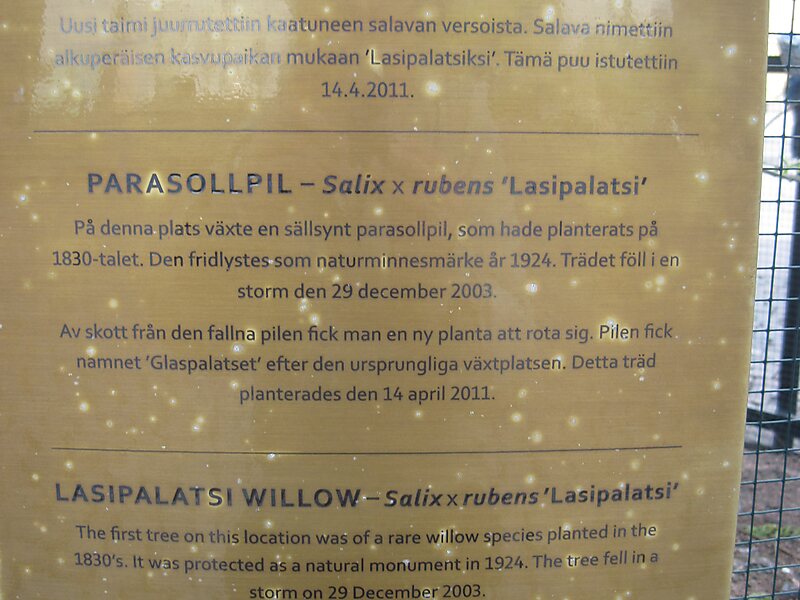 Uusi taimi juurrutettiin kaatuneen salavan versoista. Salava nimettiin
alkuperäisen kasvupaikan mukaan 'Lasipalatsiksi'. Tämä puu istutettiin
14.4.2011.
PARASOLLPIL – Salix x rubens 'Lasipalatsi'
På denna plats växte en sällsynt parasollpil, som hade planterats på
1830-talet. Den fridlystes som naturminnesmärke år 1924. Trädet föll i en
storm den 29 december 2003.
Av skott från den fallna pilen fick man en ny planta att rota sig. Pilen fick
namnet 'Glaspalatset' efter den ursprungliga växtplatsen. Detta träd
planterades den 14 april 2011.
LASIPALATSI WILLOW – Salix x rubens 'Lasipalatsi'
The first tree on this location was of a rare willow species planted in the
1830's. It was protected as a natural monument in 1924. The tree fell in a
storm on 29 December 2003.